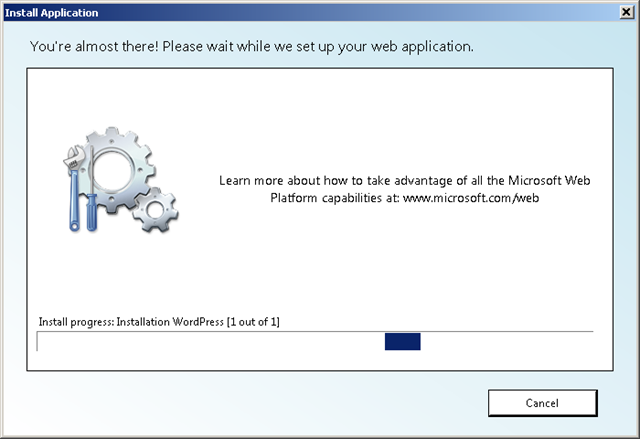 Install Application
You're almost there! Please wait while we set up your web application.
Learn more about how to take advantage of all the Microsoft Web
Platform capabilities at: www.microsoft.com/web
Install progress: Installation WordPress [1 out of 1]
Cancel